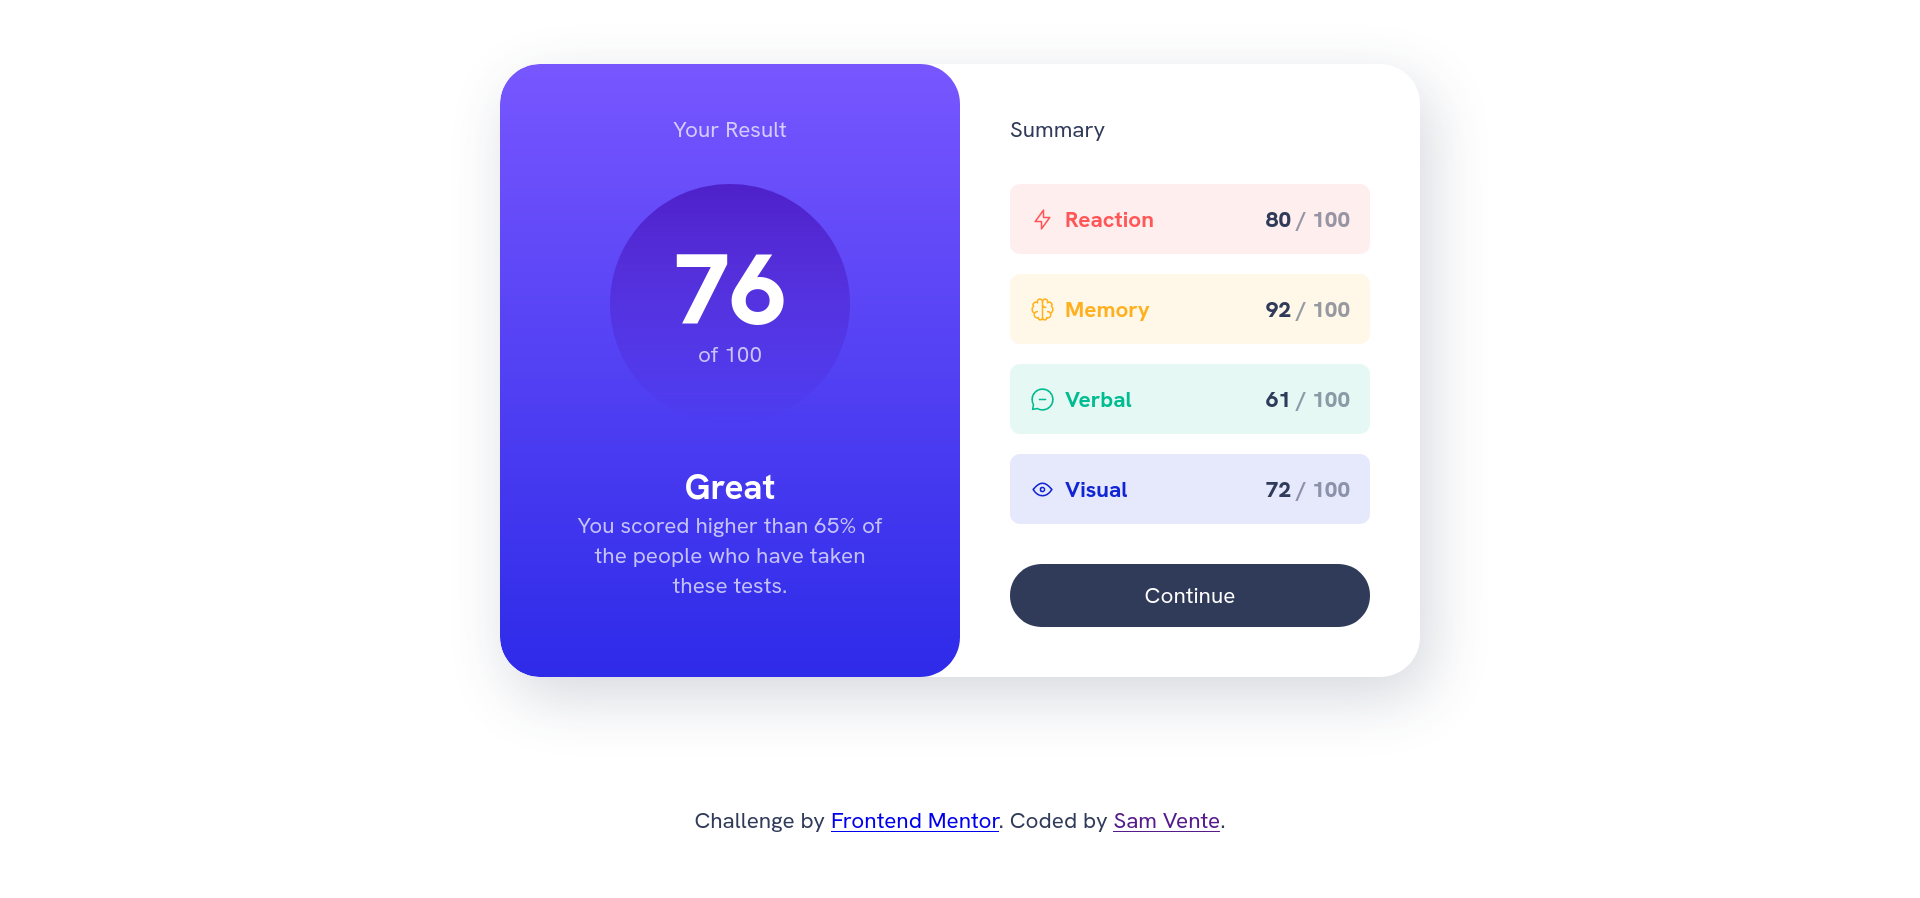 Your Result
76
of 100
Great
You scored higher than 65% of
the people who have taken
these tests.
Summary
Reaction 80 / 100
Memory 92 / 100
Verbal 61 / 100
Visual 72 / 100
Continue
Challenge by Frontend Mentor. Coded by Sam Vente.